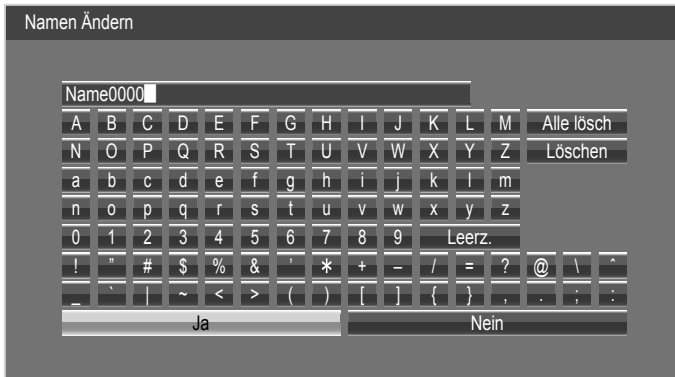 Namen Ändern
Name0000
A B C D E F G H I J K L M Alle lösch
N O P Q R S T U V W X Y Z Löschen
a b c d e f g h i j k l m
n o p q r s t u v w x y z
0 1 2 3 4 5 6 7 8 9 Leerz.
! " # $ % & ' * + – / = ? @ \ ^
_ ` | ~ < > ( ) [ ] { } , . ; :
Ja Nein